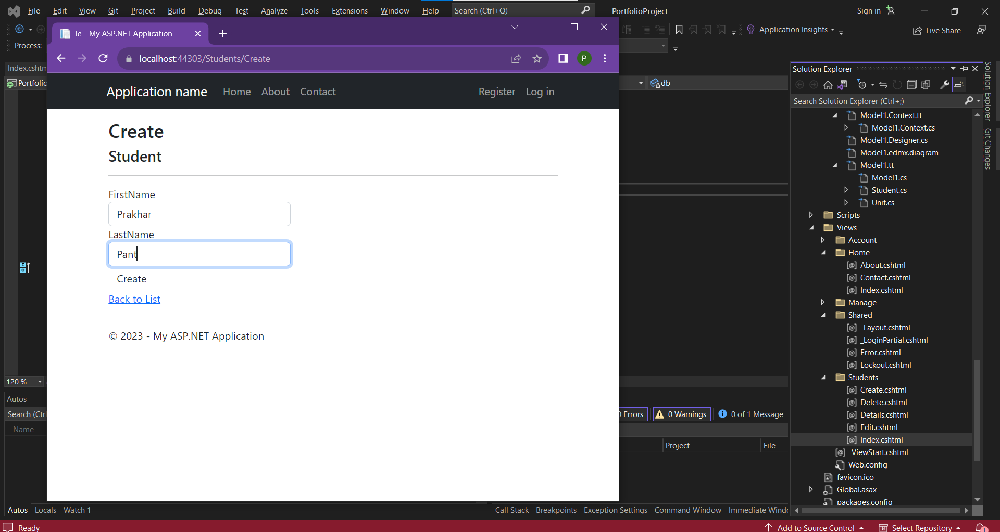 File Edit View Git Project Build Debug Test Analyze Tools Extensions Window Help Search (Ctrl+Q) PortfolioProject Sign in
Application Insights Live Share
Process:
le - My ASP.NET Application
localhost:44303/Students/Create P
Index.cshtm
Portfolic
db
Application name Home About Contact Register Log in
Create
Student
FirstName
Prakhar
LastName
Pant
Create
Back to List
© 2023 - My ASP.NET Application
120 %
Autos
Search (Ctrl
Name
0 Errors 0 Warnings 0 of 1 Message
Project File
Autos Locals Watch 1
Call Stack Breakpoints Exception Settings Command Window Immediate Windo
Solution Explorer
Search Solution Explorer (Ctrl+;)
Model1.Context.tt
Model1.Context.cs
Model1.Designer.cs
Model1.edmx.diagram
Model1.tt
Model1.cs
Student.cs
Unit.cs
Scripts
Views
Account
Home
About.cshtml
Contact.cshtml
Index.cshtml
Manage
Shared
_Layout.cshtml
_LoginPartial.cshtml
Error.cshtml
Lockout.cshtml
Students
Create.cshtml
Delete.cshtml
Details.cshtml
Edit.cshtml
Index.cshtml
_ViewStart.cshtml
Web.config
favicon.ico
Global.asax
packages.config
Solution Explorer
Git Changes
Ready Add to Source Control Select Repository 1